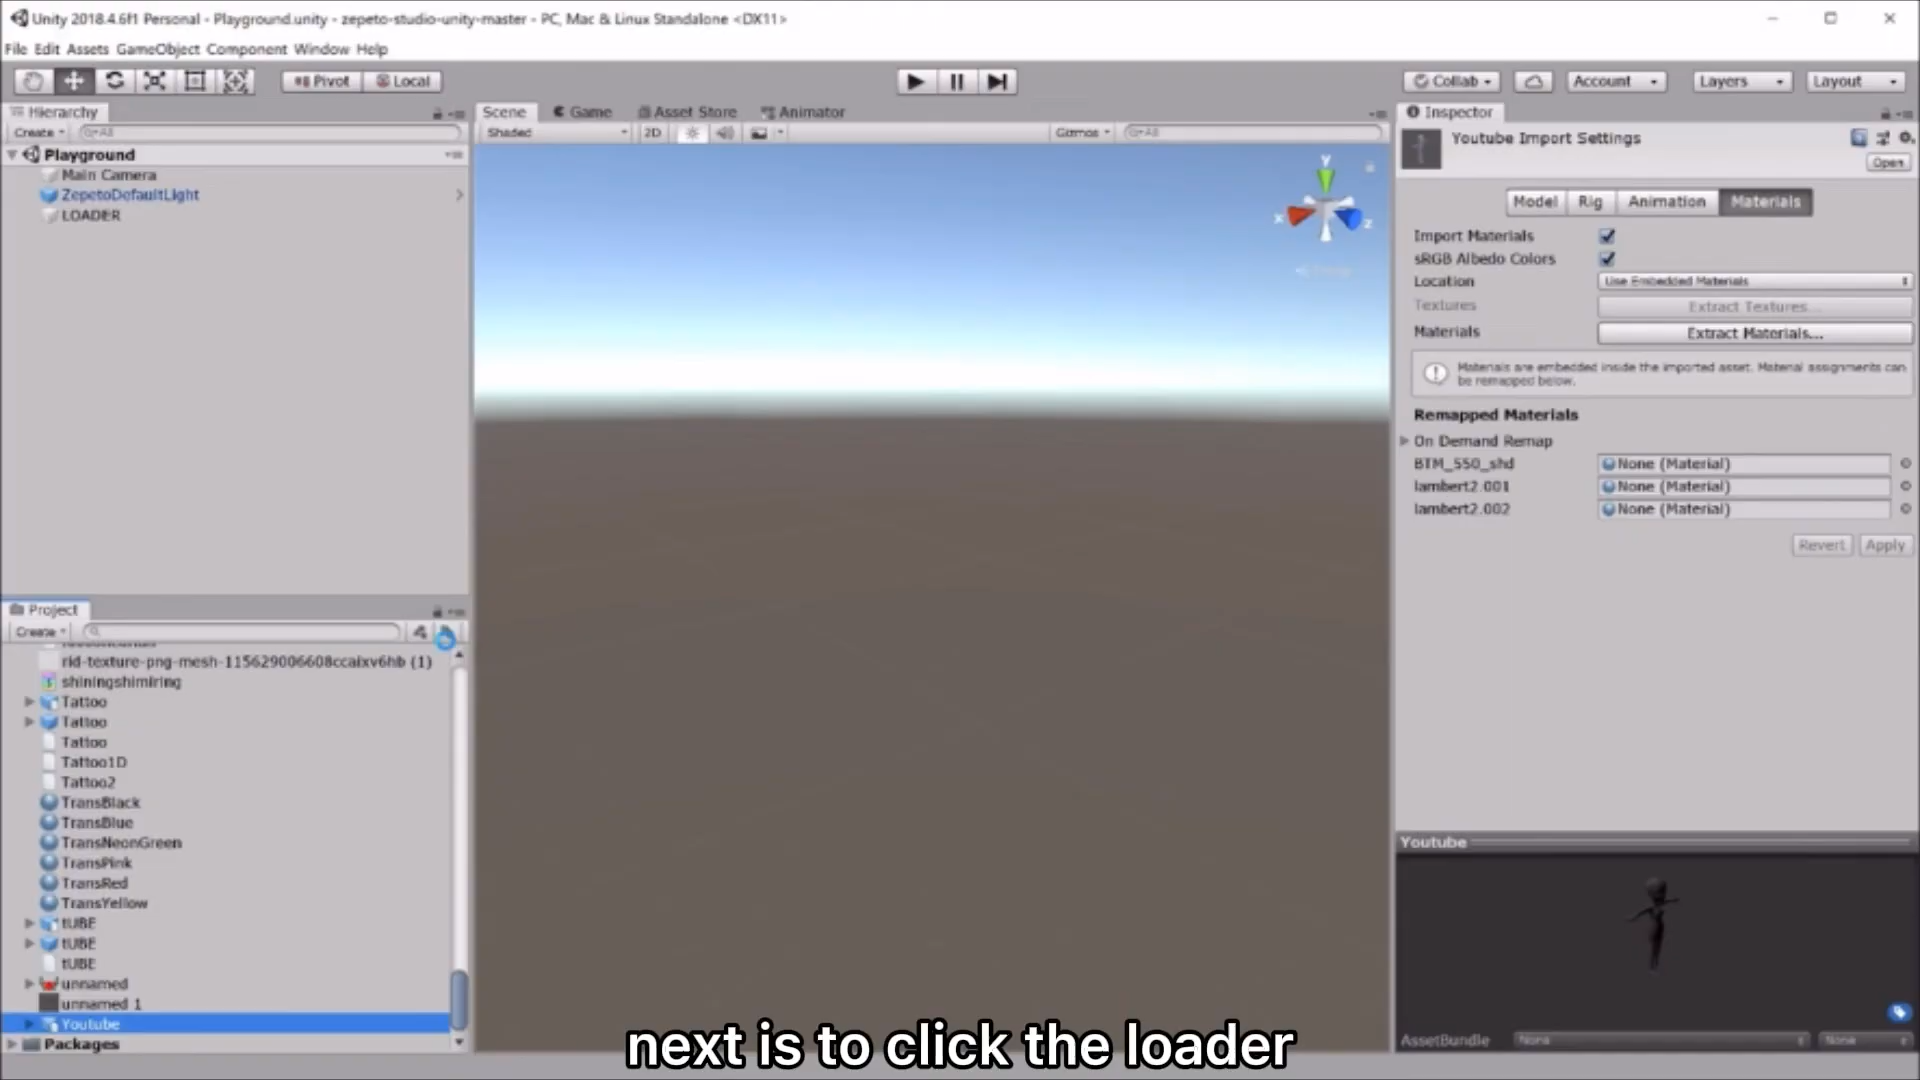 Unity 2018.4.6f1 Personal - Playground.unity - zepeto-studio-unity-master - PC, Mac & Linux Standalone <DX11>
File Edit Assets GameObject Component Window Help
Pivot Local
Collab Account Layers Layout
Hierarchy
Create All
Playground
Main Camera
ZepetoDefaultLight
LOADER
Scene Game Asset Store Animator
Shaded 2D Gizmos All
y
x z
Inspector
Youtube Import Settings
Open
Model Rig Animation Materials
Import Materials
sRGB Albedo Colors
Location Use Embedded Materials
Textures Extract Textures...
Materials Extract Materials...
Materials are embedded inside the imported asset. Material assignments can
be remapped below.
Remapped Materials
On Demand Remap
BTM_550_shd None (Material)
lambert2.001 None (Material)
lambert2.002 None (Material)
Revert Apply
Project
Create
rid-texture-png-mesh-115629006608ccaixv6hb (1)
shiningshimiring
Tattoo
Tattoo
Tattoo
Tattoo1D
Tattoo2
TransBlack
TransBlue
TransNeonGreen
TransPink
TransRed
TransYellow
tUBE
tUBE
tUBE
unnamed
unnamed 1
Youtube
Packages
Youtube
AssetBundle None None
next is to click the loader